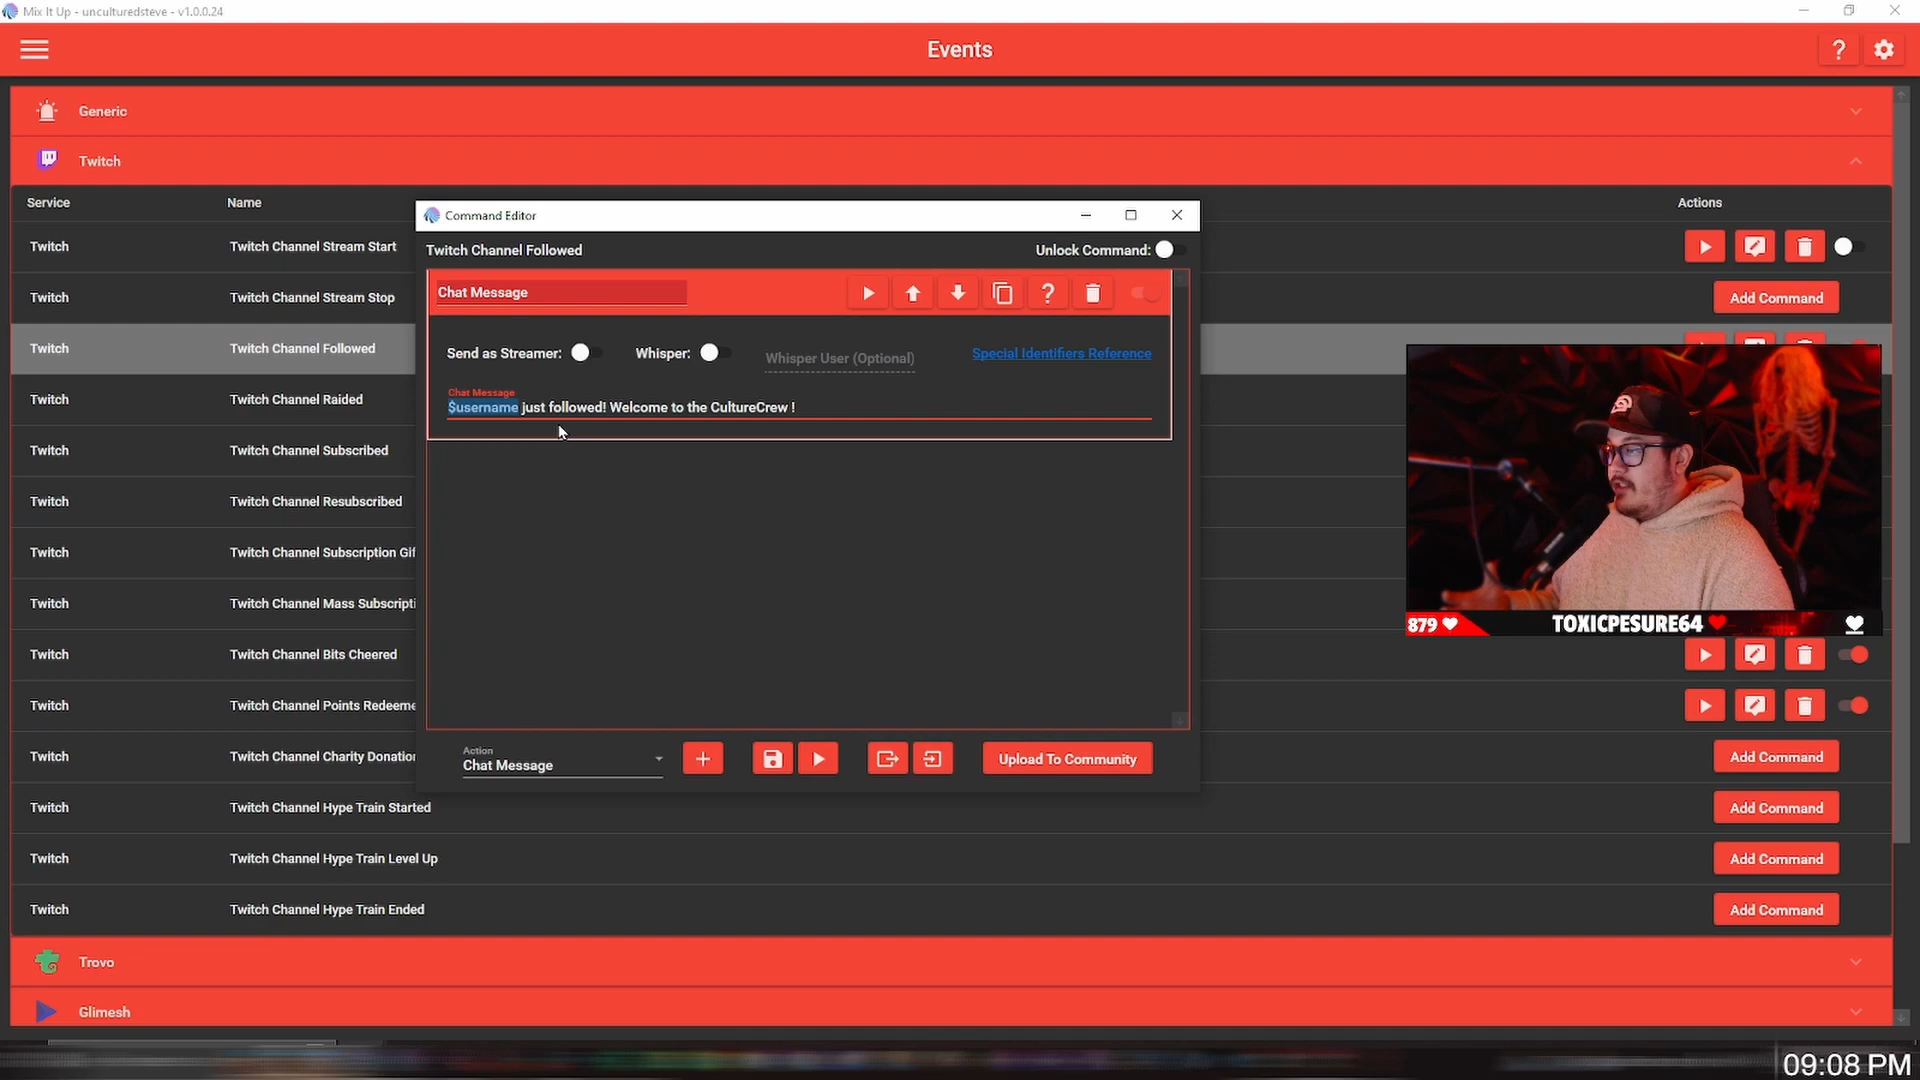 Mix It Up - unculturedsteve - v1.0.0.24
Events
?
Generic
Twitch
Service
Name
Actions
Twitch
Twitch Channel Stream Start
Twitch
Twitch Channel Stream Stop
Add Command
Twitch
Twitch Channel Followed
Twitch
Twitch Channel Raided
Twitch
Twitch Channel Subscribed
Twitch
Twitch Channel Resubscribed
Twitch
Twitch Channel Subscription Gif
Twitch
Twitch Channel Mass Subscripti
Twitch
Twitch Channel Bits Cheered
Twitch
Twitch Channel Points Redeeme
Twitch
Twitch Channel Charity Donation
Add Command
Twitch
Twitch Channel Hype Train Started
Add Command
Twitch
Twitch Channel Hype Train Level Up
Add Command
Twitch
Twitch Channel Hype Train Ended
Add Command
Trovo
Glimesh
Command Editor
Twitch Channel Followed
Unlock Command:
Chat Message
?
Send as Streamer:
Whisper:
Whisper User (Optional)
Special Identifiers Reference
Chat Message
$username just followed! Welcome to the CultureCrew !
Action
Chat Message
Upload To Community
879
TOXICPESURE64
09:08 PM